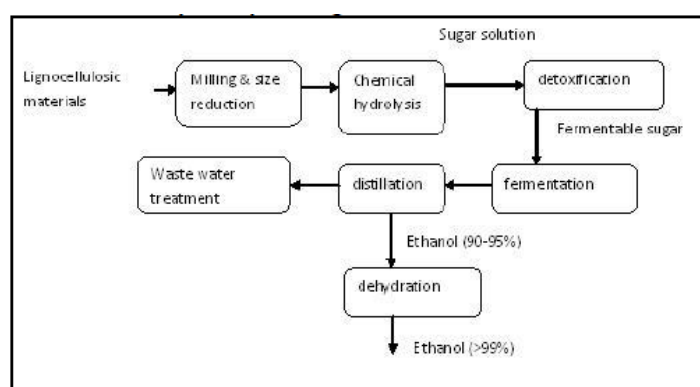 Sugar solution
Lignocellulosic
materials
Milling & size
reduction
Chemical
hydrolysis
detoxification
Fermentable sugar
Waste water
treatment
distillation
fermentation
Ethanol (90-95%)
dehydration
Ethanol (>99%)